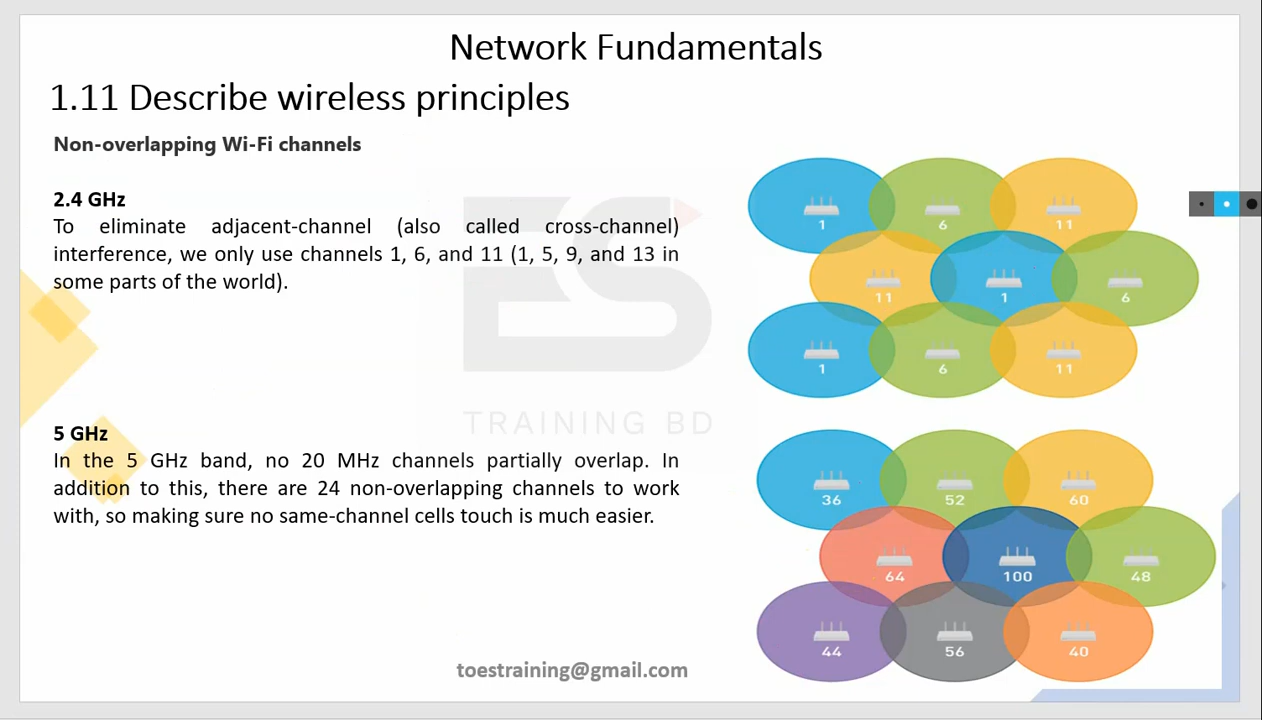 Network Fundamentals
1.11 Describe wireless principles
Non-overlapping Wi-Fi channels
2.4 GHz
To eliminate adjacent-channel (also called cross-channel)
interference, we only use channels 1, 6, and 11 (1, 5, 9, and 13 in
some parts of the world).
5 GHz
In the 5 GHz band, no 20 MHz channels partially overlap. In
addition to this, there are 24 non-overlapping channels to work
with, so making sure no same-channel cells touch is much easier.
1 6 11
11 1 6
1 6 11
36 52 60
64 100 48
44 56 40
ES
TRAINING BD
toestraining@gmail.com